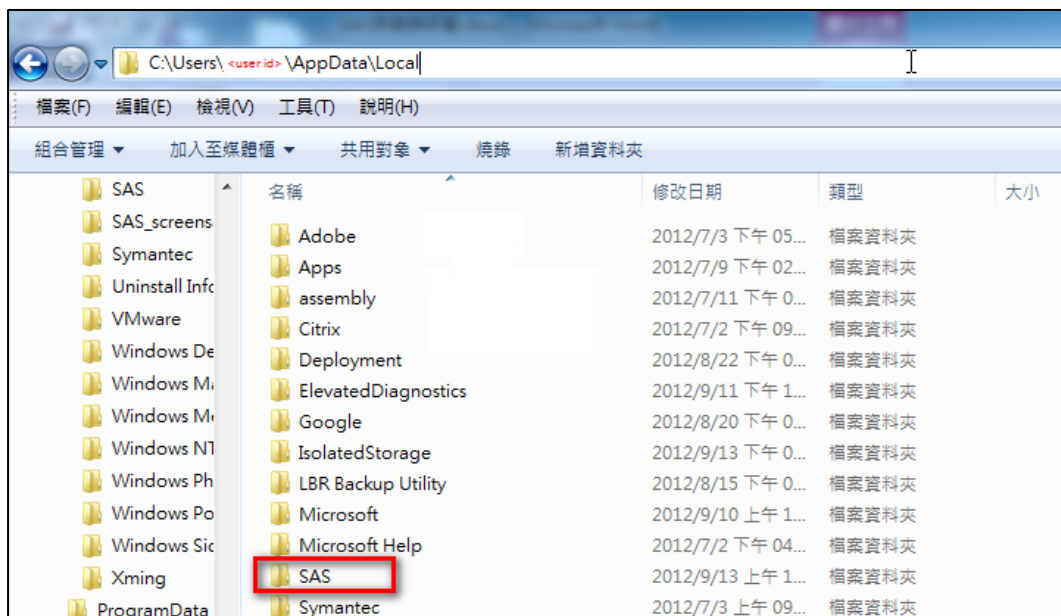 C:\Users\ <user id> \AppData\Local
檔案(F) 編輯(E) 檢視(V) 工具(T) 說明(H)
組合管理 加入至媒體櫃 共用對象 燒錄 新增資料夾
SAS
SAS_screens
Symantec
Uninstall Info
VMware
Windows De
Windows Ma
Windows Me
Windows NT
Windows Ph
Windows Po
Windows Sid
Xming
ProgramData
名稱 修改日期 類型 大小
Adobe 2012/7/3 下午 05... 檔案資料夾
Apps 2012/7/9 下午 02... 檔案資料夾
assembly 2012/7/11 下午 0... 檔案資料夾
Citrix 2012/7/2 下午 09... 檔案資料夾
Deployment 2012/8/22 下午 0... 檔案資料夾
ElevatedDiagnostics 2012/9/11 下午 1... 檔案資料夾
Google 2012/8/20 下午 0... 檔案資料夾
IsolatedStorage 2012/9/13 下午 0... 檔案資料夾
LBR Backup Utility 2012/8/15 下午 0... 檔案資料夾
Microsoft 2012/9/10 上午 1... 檔案資料夾
Microsoft Help 2012/7/2 下午 04... 檔案資料夾
SAS 2012/9/13 上午 1... 檔案資料夾
Symantec 2012/7/3 上午 09... 檔案資料夾